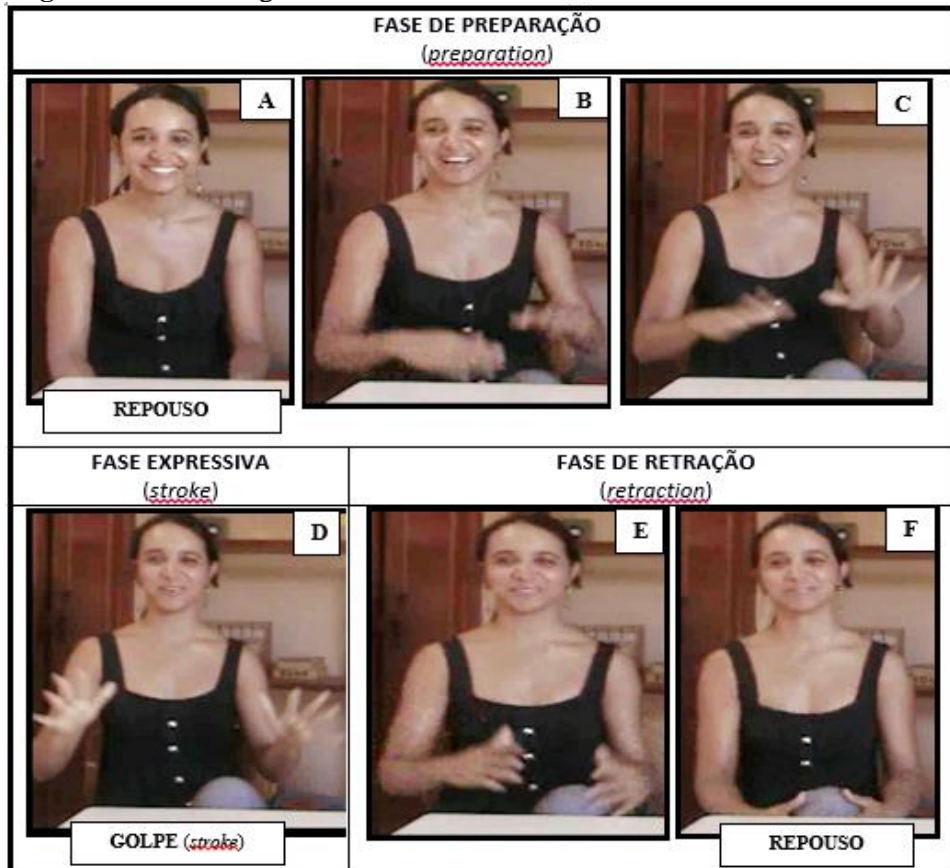 FASE DE PREPARAÇÃO
(preparation)
A
B
C
REPOUSO
FASE EXPRESSIVA
(stroke)
FASE DE RETRAÇÃO
(retraction)
D
E
F
GOLPE (stroke)
REPOUSO